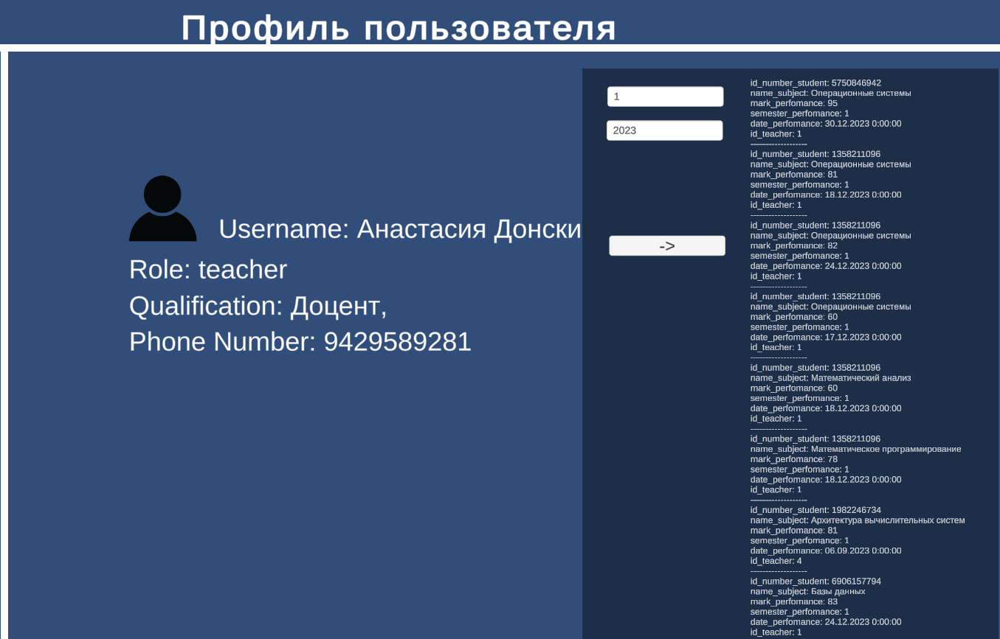 Профиль пользователя
Username: Анастасия Донски
Role: teacher
Qualification: Доцент,
Phone Number: 9429589281
1
2023
->
id_number_student: 5750846942
name_subject: Операционные системы
mark_perfomance: 95
semester_perfomance: 1
date_perfomance: 30.12.2023 0:00:00
id_teacher: 1
-------------------
id_number_student: 1358211096
name_subject: Операционные системы
mark_perfomance: 81
semester_perfomance: 1
date_perfomance: 18.12.2023 0:00:00
id_teacher: 1
-------------------
id_number_student: 1358211096
name_subject: Операционные системы
mark_perfomance: 82
semester_perfomance: 1
date_perfomance: 24.12.2023 0:00:00
id_teacher: 1
-------------------
id_number_student: 1358211096
name_subject: Операционные системы
mark_perfomance: 60
semester_perfomance: 1
date_perfomance: 17.12.2023 0:00:00
id_teacher: 1
-------------------
id_number_student: 1358211096
name_subject: Математический анализ
mark_perfomance: 60
semester_perfomance: 1
date_perfomance: 18.12.2023 0:00:00
id_teacher: 1
-------------------
id_number_student: 1358211096
name_subject: Математическое программирование
mark_perfomance: 78
semester_perfomance: 1
date_perfomance: 18.12.2023 0:00:00
id_teacher: 1
-------------------
id_number_student: 1982246734
name_subject: Архитектура вычислительных систем
mark_perfomance: 81
semester_perfomance: 1
date_perfomance: 06.09.2023 0:00:00
id_teacher: 4
-------------------
id_number_student: 6906157794
name_subject: Базы данных
mark_perfomance: 83
semester_perfomance: 1
date_perfomance: 24.12.2023 0:00:00
id_teacher: 1